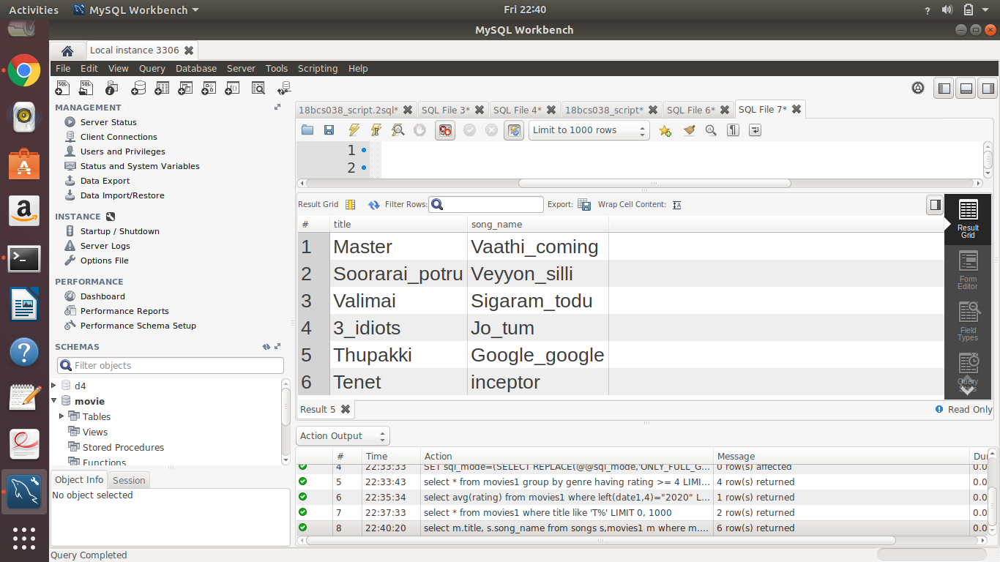 Activities MySQL Workbench Fri 22:40 ?
MySQL Workbench
Local instance 3306
File Edit View Query Database Server Tools Scripting Help
MANAGEMENT
Server Status
Client Connections
Users and Privileges
Status and System Variables
Data Export
Data Import/Restore
INSTANCE
Startup / Shutdown
Server Logs
Options File
PERFORMANCE
Dashboard
Performance Reports
Performance Schema Setup
SCHEMAS
Filter objects
d4
movie
Tables
Views
Stored Procedures
Functions
Object Info Session
No object selected
18bcs038_script.2sql* SQL File 3* SQL File 4* 18bcs038_script* SQL File 6* SQL File 7*
Limit to 1000 rows
1
2
Result Grid Filter Rows: Export: Wrap Cell Content:
# title song_name
1 Master Vaathi_coming
2 Soorarai_potru Veyyon_silli
3 Valimai Sigaram_todu
4 3_idiots Jo_tum
5 Thupakki Google_google
6 Tenet inceptor
Result Grid
Form Editor
Field Types
Query Stats
Result 5 Read Only
Action Output
# Time Action Message Dur
4 22:33:33 SET sql_mode=(SELECT REPLACE(@@sql_mode,'ONLY_FULL_G... 0 row(s) affected 0.0
5 22:33:43 select * from movies1 group by genre having rating >= 4 LIMI... 4 row(s) returned 0.0
6 22:35:34 select avg(rating) from movies1 where left(date1,4)="2020" L... 1 row(s) returned 0.0
7 22:37:33 select * from movies1 where title like 'T%' LIMIT 0, 1000 2 row(s) returned 0.0
8 22:40:20 select m.title, s.song_name from songs s,movies1 m where m.... 6 row(s) returned 0.0
Query Completed